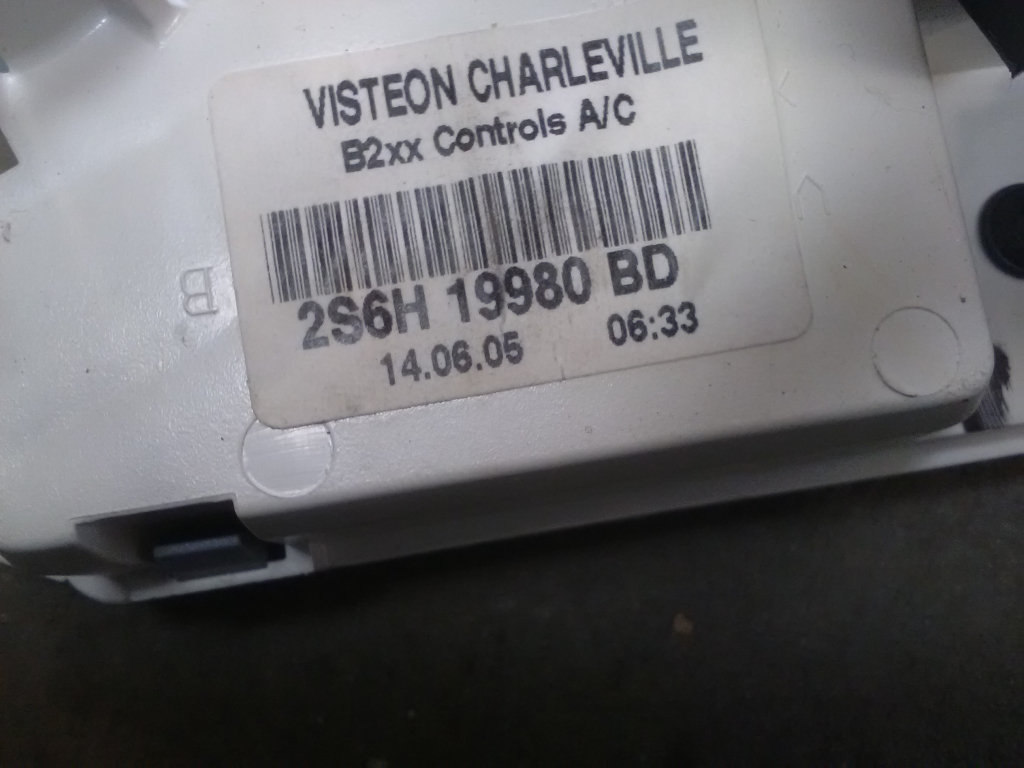 VISTEON CHARLEVILLE
B2xx Controls A/C
2S6H 19980 BD
14.06.05 06:33
B